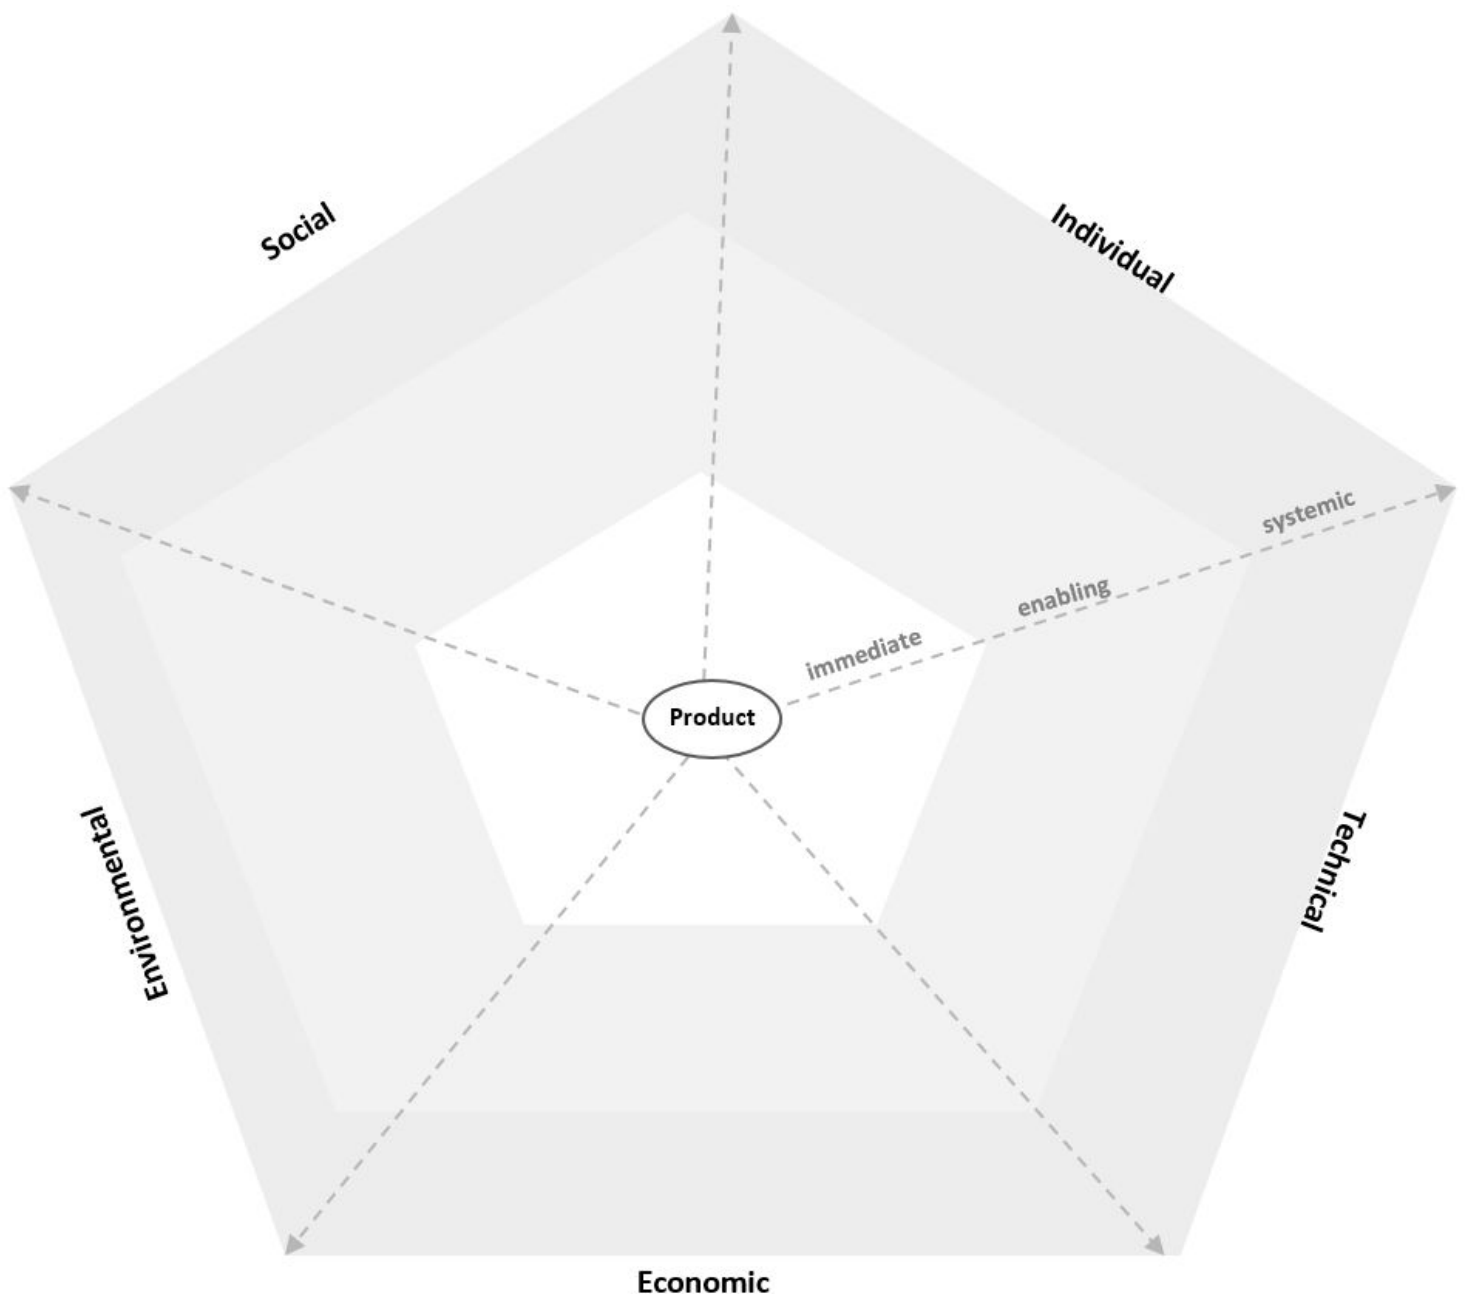 Social
Individual
systemic
enabling
immediate
Product
Environmental
Technical
Economic